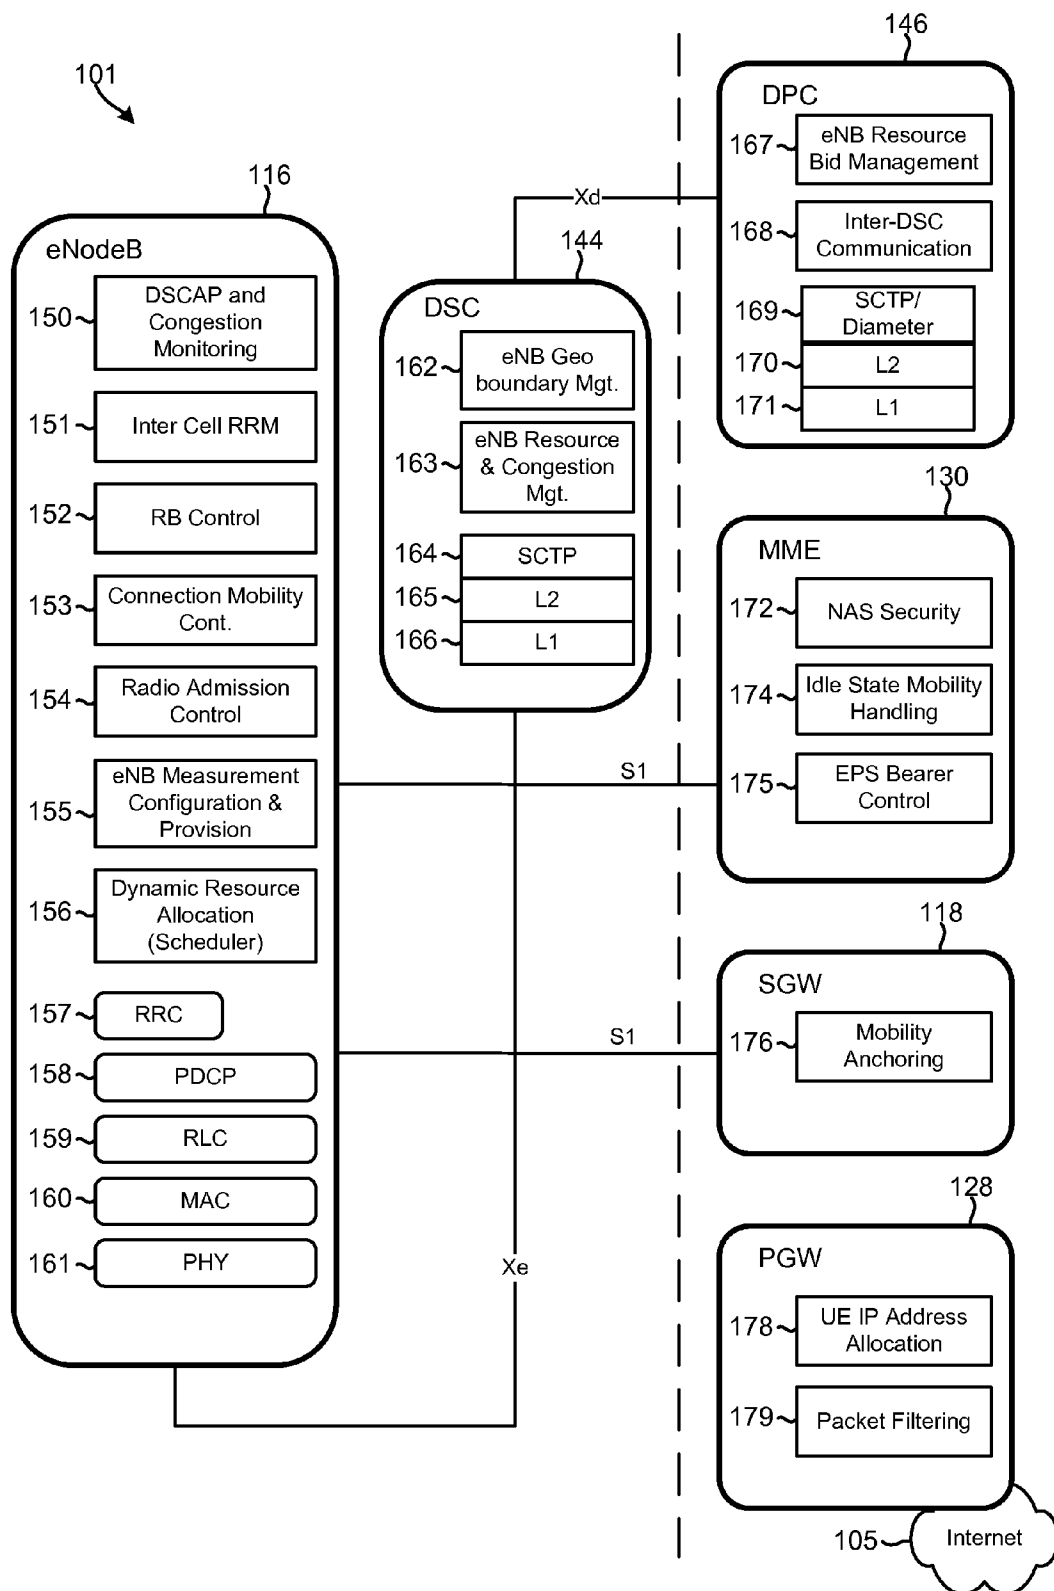 101
116
eNodeB
150
DSCAP and
Congestion
Monitoring
151
Inter Cell RRM
152
RB Control
153
Connection Mobility
Cont.
154
Radio Admission
Control
155
eNB Measurement
Configuration &
Provision
156
Dynamic Resource
Allocation
(Scheduler)
157
RRC
158
PDCP
159
RLC
160
MAC
161
PHY
Xd
144
DSC
162
eNB Geo
boundary Mgt.
163
eNB Resource
& Congestion
Mgt.
164
SCTP
165
L2
166
L1
S1
S1
Xe
146
DPC
167
eNB Resource
Bid Management
168
Inter-DSC
Communication
169
SCTP/
Diameter
170
L2
171
L1
130
MME
172
NAS Security
174
Idle State Mobility
Handling
175
EPS Bearer
Control
118
SGW
176
Mobility
Anchoring
128
PGW
178
UE IP Address
Allocation
179
Packet Filtering
105
Internet